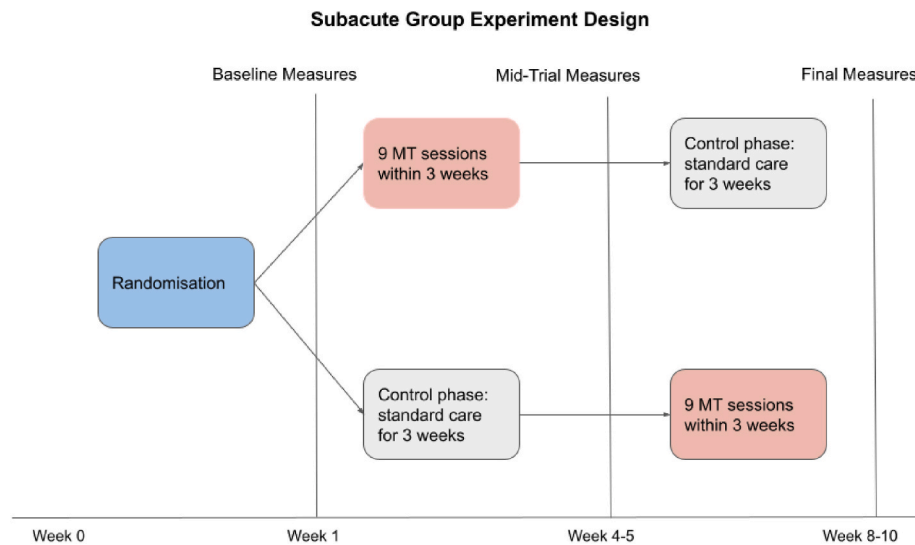 Subacute Group Experiment Design
Baseline Measures
Mid-Trial Measures
Final Measures
9 MT sessions
within 3 weeks
Control phase:
standard care
for 3 weeks
Randomisation
Control phase:
standard care
for 3 weeks
9 MT sessions
within 3 weeks
Week 0
Week 1
Week 4-5
Week 8-10